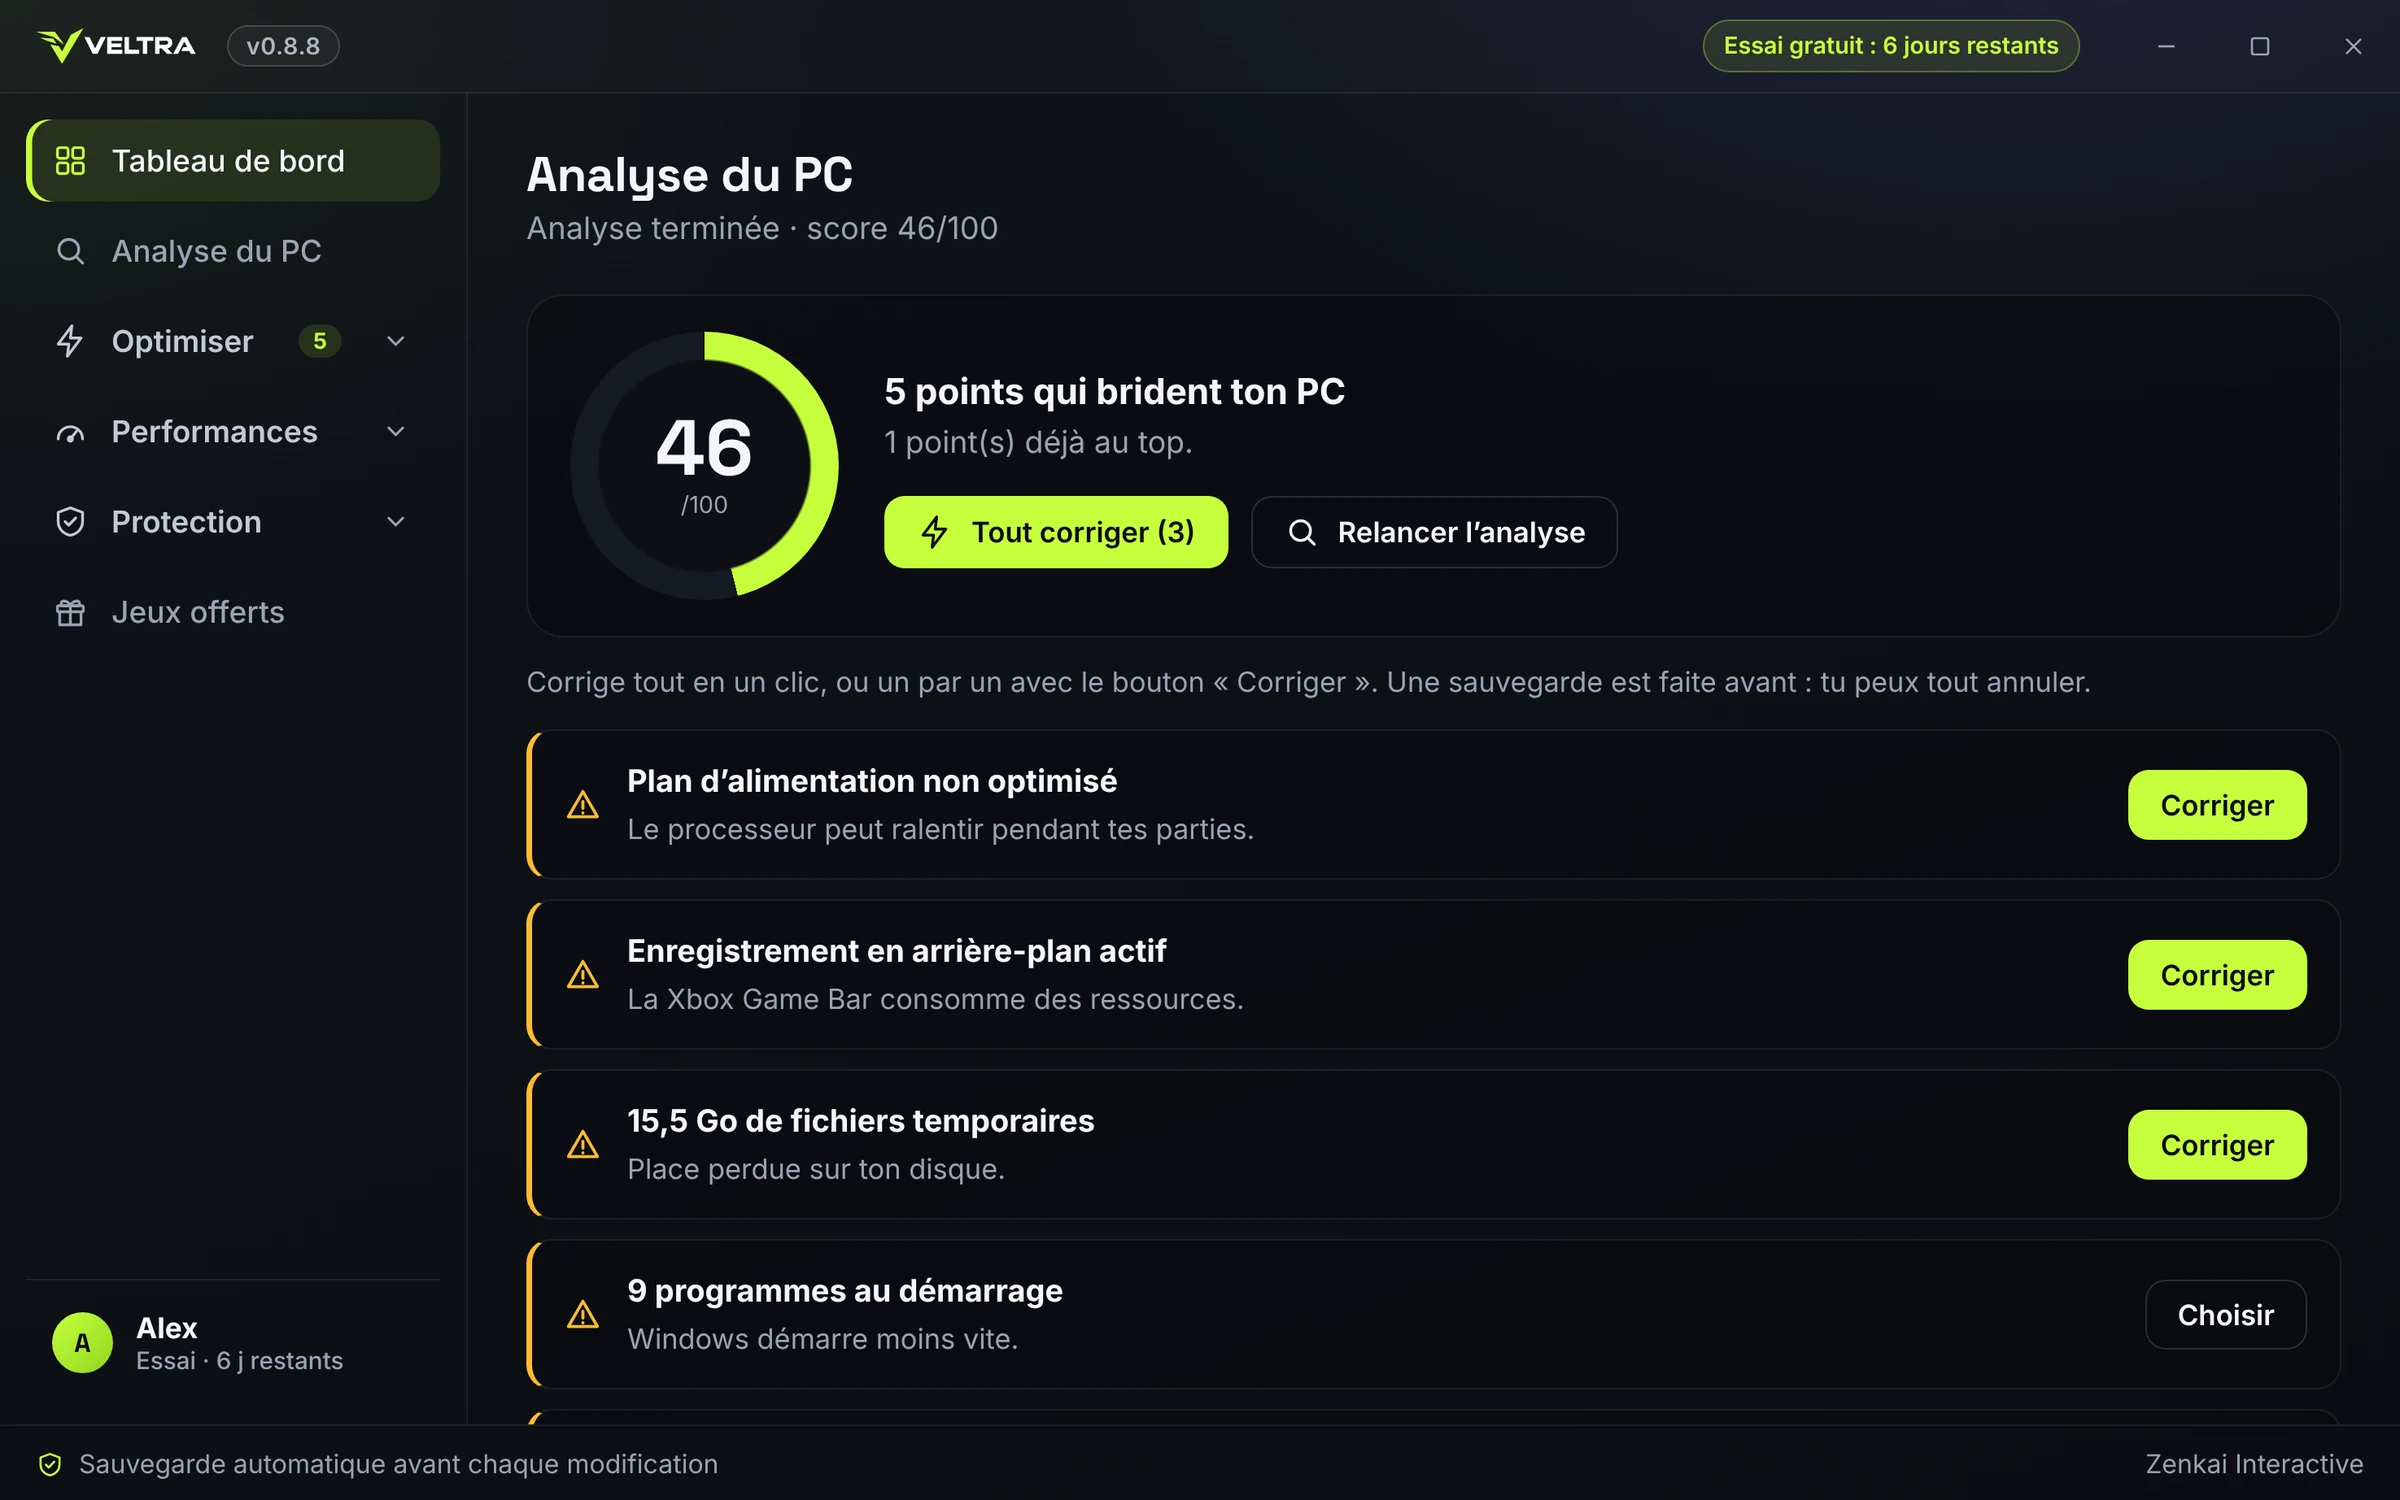 VELTRA
v0.8.8
Essai gratuit : 6 jours restants
Tableau de bord
Analyse du PC
Optimiser 5
Performances
Protection
Jeux offerts
Alex
A
Essai · 6 j restants
Analyse du PC
Analyse terminée · score 46/100
46
/100
5 points qui brident ton PC
1 point(s) déjà au top.
Tout corriger (3)
Relancer l’analyse
Corrige tout en un clic, ou un par un avec le bouton « Corriger ». Une sauvegarde est faite avant : tu peux tout annuler.
Plan d’alimentation non optimisé
Le processeur peut ralentir pendant tes parties.
Corriger
Enregistrement en arrière-plan actif
La Xbox Game Bar consomme des ressources.
Corriger
15,5 Go de fichiers temporaires
Place perdue sur ton disque.
Corriger
9 programmes au démarrage
Windows démarre moins vite.
Choisir
Sauvegarde automatique avant chaque modification
Zenkai Interactive